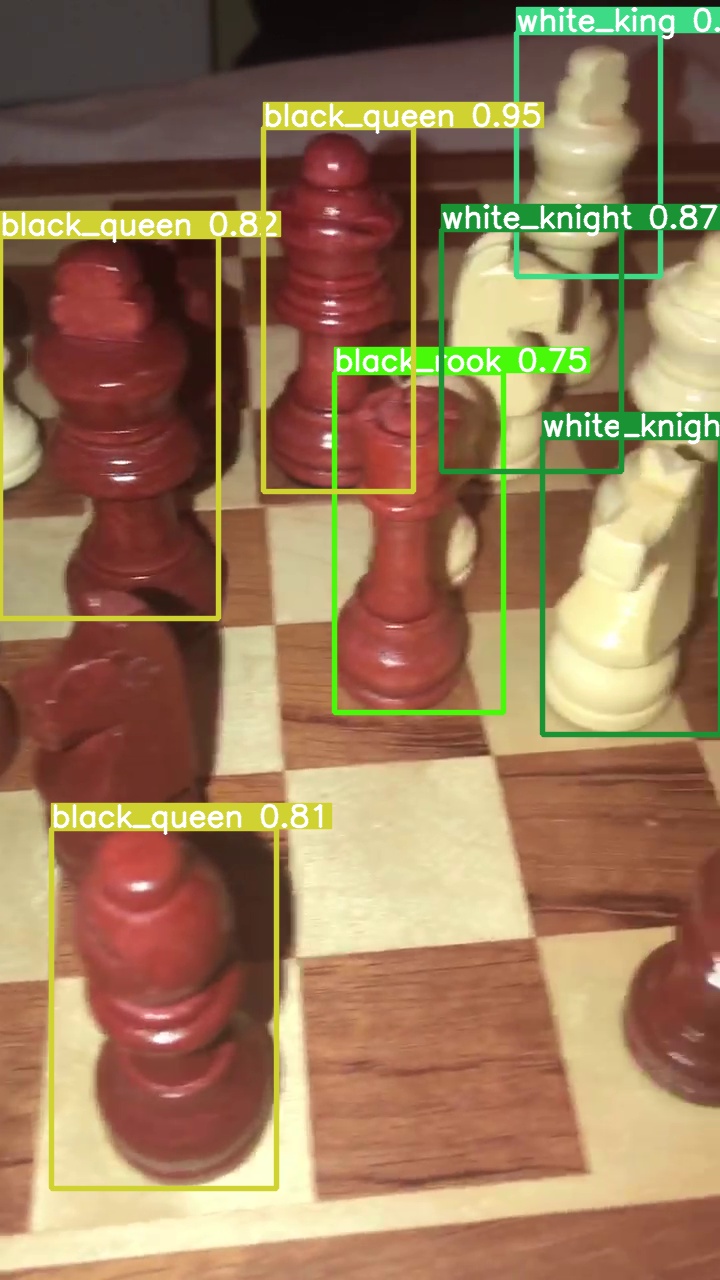 white_king 0.
black_queen 0.95
white_knight 0.87
black_queen 0.82
black_rook 0.75
white_knigh
black_queen 0.81